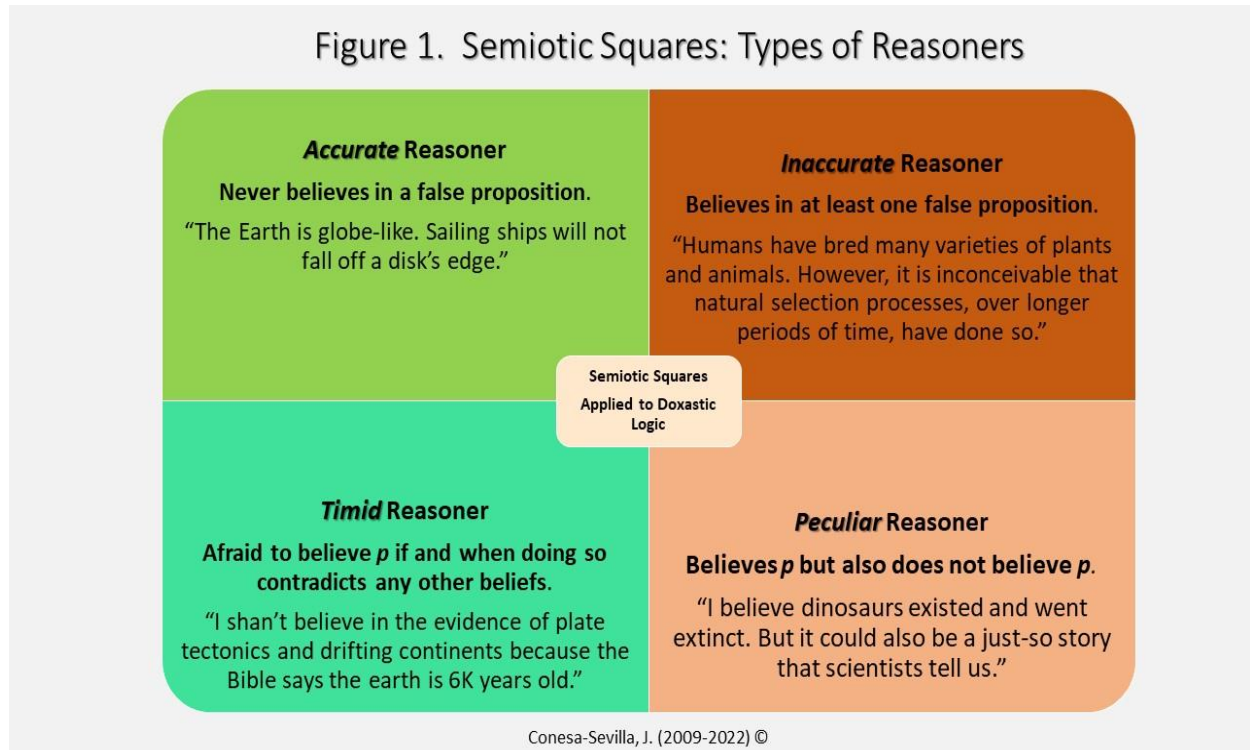 Figure 1. Semiotic Squares: Types of Reasoners
Accurate Reasoner
Never believes in a false proposition.
“The Earth is globe-like. Sailing ships will not
fall off a disk’s edge.”
Inaccurate Reasoner
Believes in at least one false proposition.
“Humans have bred many varieties of plants
and animals. However, it is inconceivable that
natural selection processes, over longer
periods of time, have done so.”
Semiotic Squares
Applied to Doxastic
Logic
Timid Reasoner
Afraid to believe p if and when doing so
contradicts any other beliefs.
“I shan’t believe in the evidence of plate
tectonics and drifting continents because the
Bible says the earth is 6K years old.”
Peculiar Reasoner
Believes p but also does not believe p.
“I believe dinosaurs existed and went
extinct. But it could also be a just-so story
that scientists tell us.”
Conesa-Sevilla, J. (2009-2022) ©